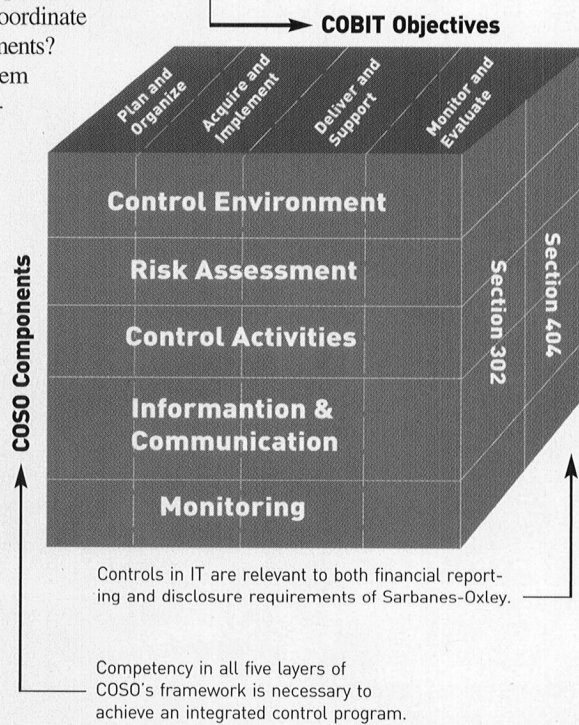 oordinate
nents?
em
COBIT Objectives
Plan and
Organize
Acquire and
Implement
Deliver and
Support
Monitor and
Evaluate
COSO Components
Control Environment
Risk Assessment
Control Activities
Informantion &
Communication
Monitoring
Section 302
Section 404
Controls in IT are relevant to both financial report-
ing and disclosure requirements of Sarbanes-Oxley.
Competency in all five layers of
COSO's framework is necessary to
achieve an integrated control program.